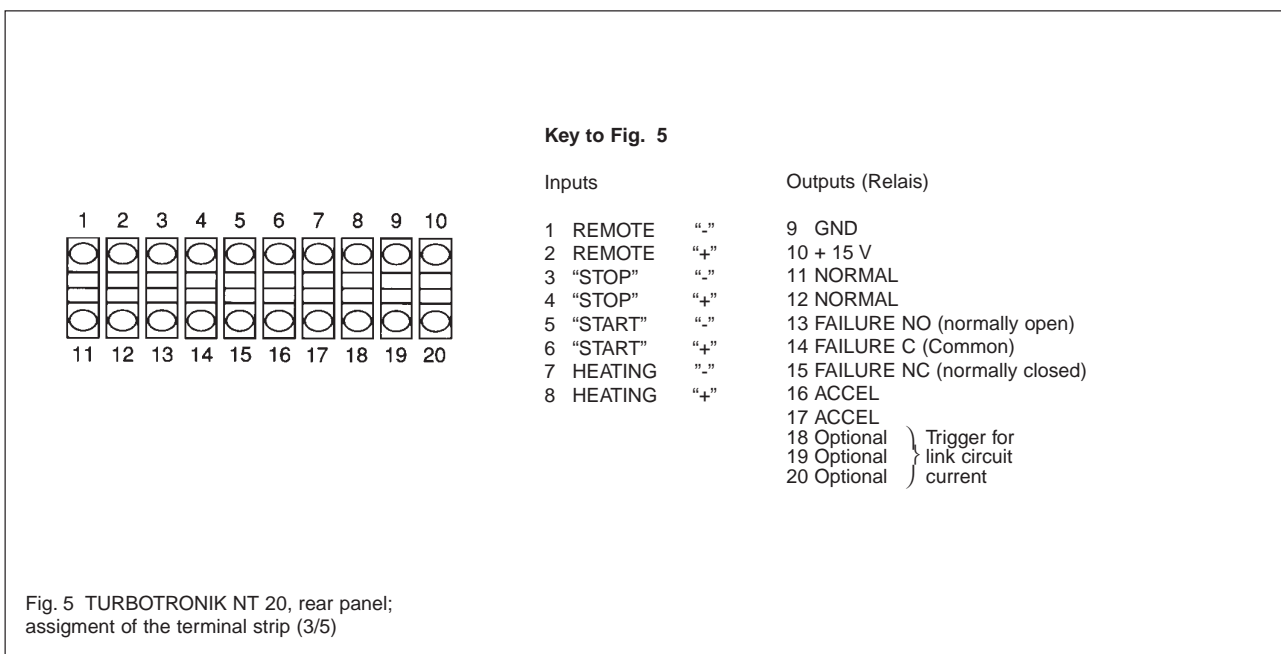 Key to Fig. 5
Inputs
Outputs (Relais)
1 2 3 4 5 6 7 8 9 10
11 12 13 14 15 16 17 18 19 20
1 REMOTE “-”
2 REMOTE “+”
3 “STOP” “-”
4 “STOP” “+”
5 “START” “-”
6 “START” “+”
7 HEATING ”-”
8 HEATING “+”
9 GND
10 + 15 V
11 NORMAL
12 NORMAL
13 FAILURE NO (normally open)
14 FAILURE C (Common)
15 FAILURE NC (normally closed)
16 ACCEL
17 ACCEL
18 Optional
19 Optional
20 Optional
Trigger for
link circuit
current
Fig. 5 TURBOTRONIK NT 20, rear panel;
assigment of the terminal strip (3/5)